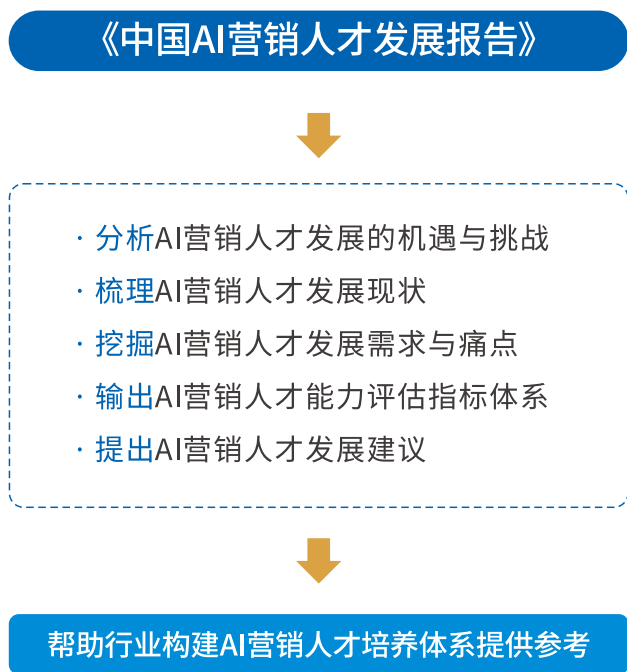 《中国AI营销人才发展报告》
· 分析AI营销人才发展的机遇与挑战
· 梳理AI营销人才发展现状
· 挖掘AI营销人才发展需求与痛点
· 输出AI营销人才能力评估指标体系
· 提出AI营销人才发展建议
帮助行业构建AI营销人才培养体系提供参考